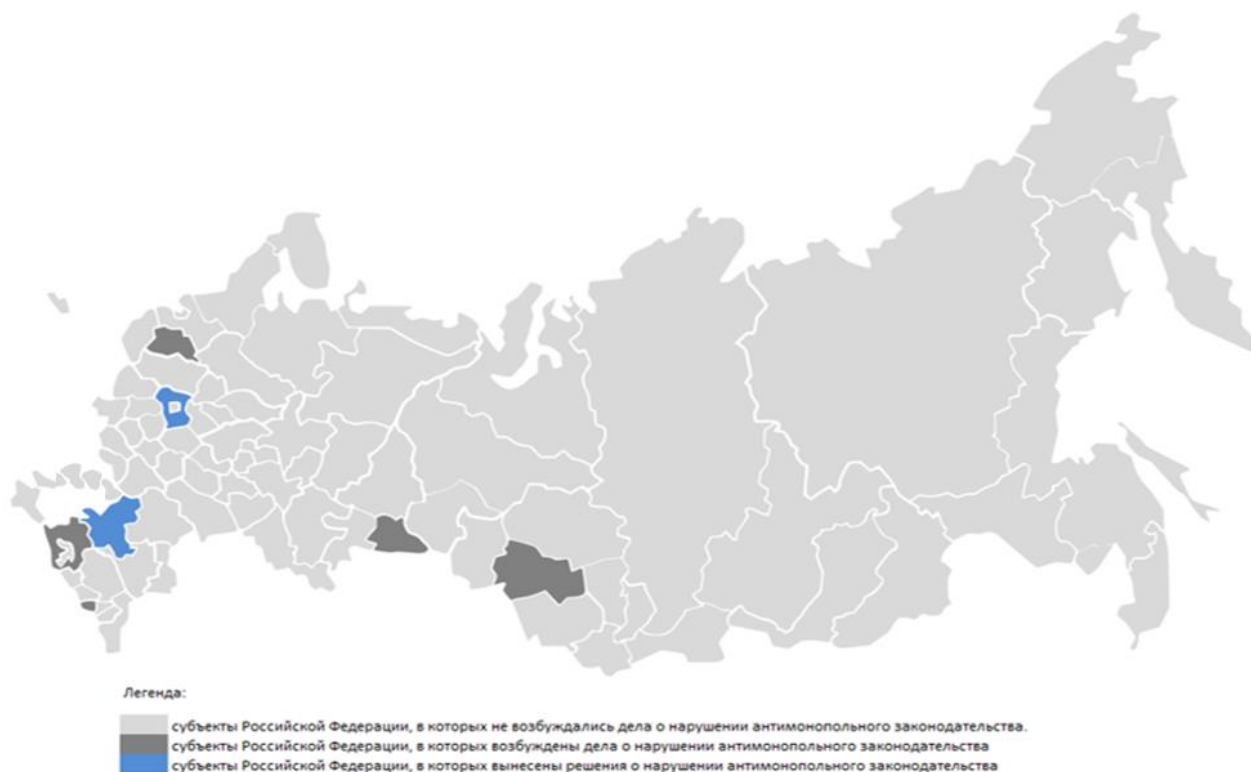 Легенда:
субъекты Российской Федерации, в которых не возбуждались дела о нарушении антимонопольного законодательства.
субъекты Российской Федерации, в которых возбуждены дела о нарушении антимонопольного законодательства
субъекты Российской Федерации, в которых вынесены решения о нарушении антимонопольного законодательства